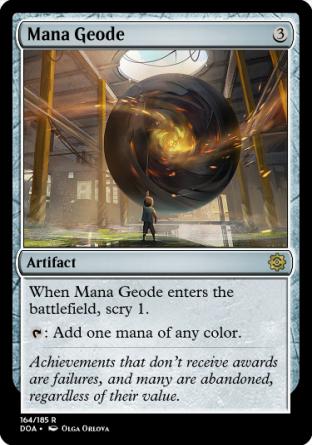 Mana Geode 3
Artifact
When Mana Geode enters the
battlefield, scry 1.
: Add one mana of any color.
Achievements that don't receive awards
are failures, and many are abandoned,
regardless of their value.
164/185 R
DOA • Olga Orlova